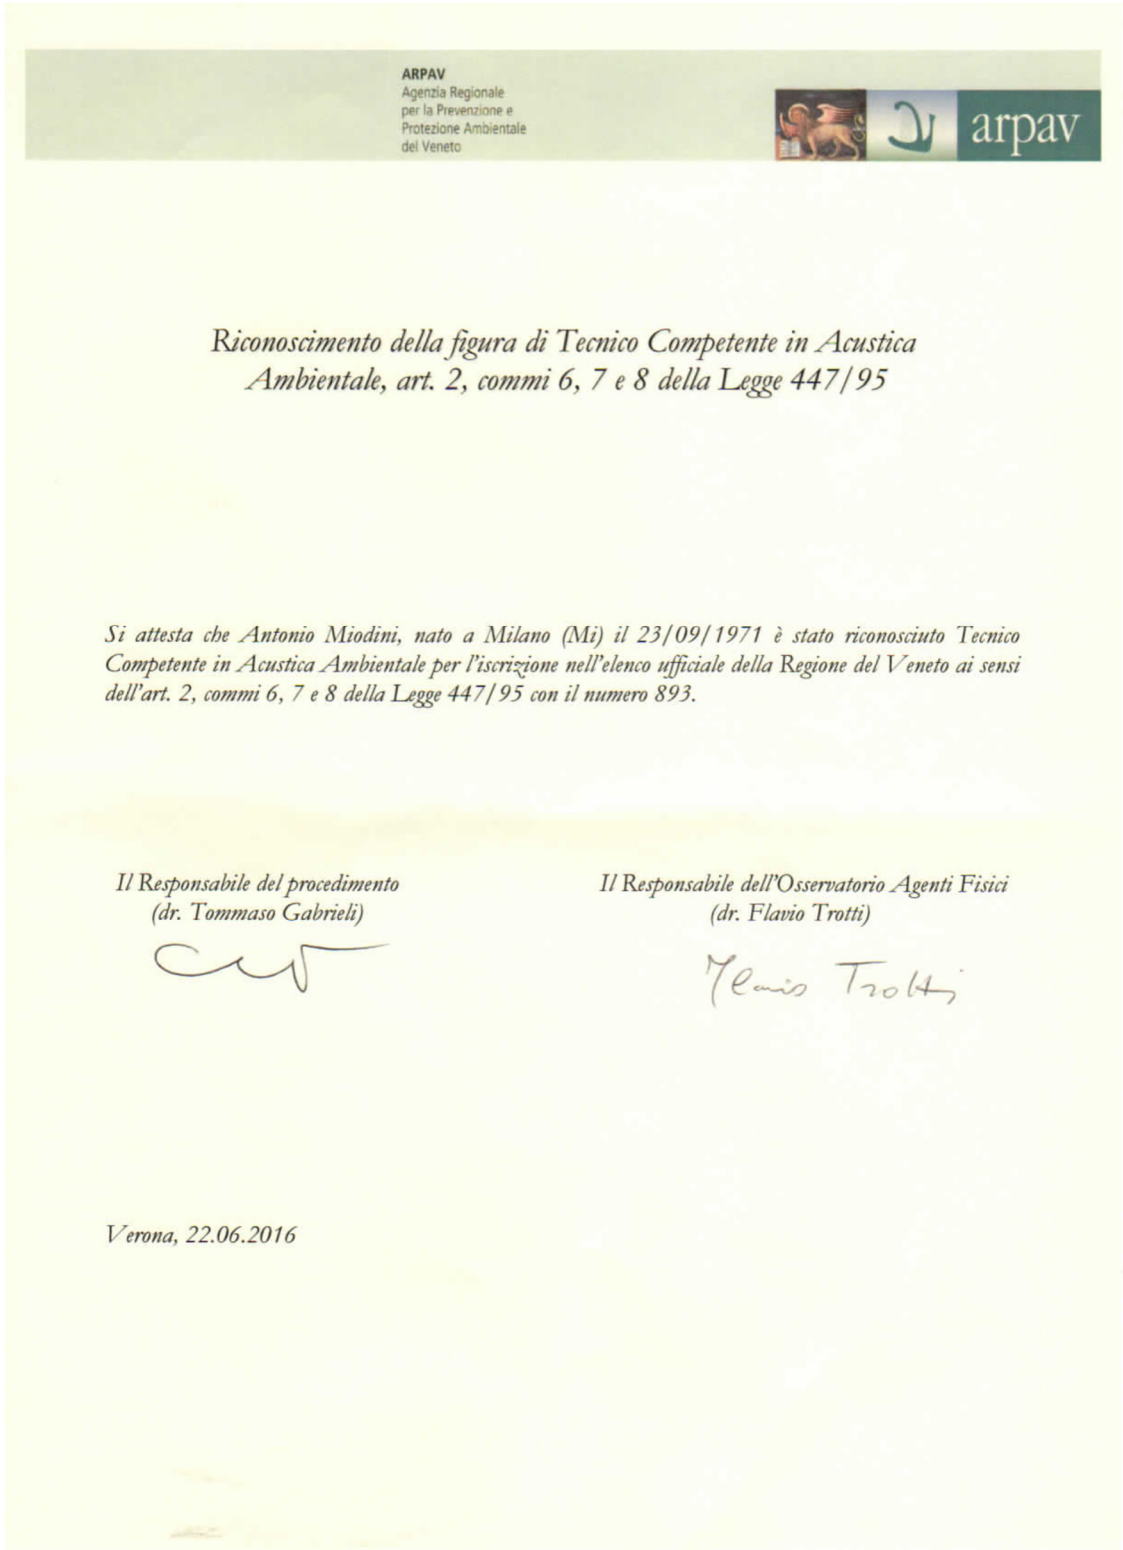 ARPAV
Agenzia Regionale
per la Prevenzione e
Protezione Ambientale
del Veneto
arpav
Riconoscimento della figura di Tecnico Competente in Acustica
Ambientale, art. 2, commi 6, 7 e 8 della Legge 447/95
Si attesta che Antonio Miodini, nato a Milano (Mi) il 23/09/1971 è stato riconosciuto Tecnico
Competente in Acustica Ambientale per l'iscrizione nell'elenco ufficiale della Regione del Veneto ai sensi
dell'art. 2, commi 6, 7 e 8 della Legge 447/95 con il numero 893.
Il Responsabile del procedimento
(dr. Tommaso Gabrieli)
Il Responsabile dell'Osservatorio Agenti Fisici
(dr. Flavio Trotti)
Flavio Trotti
Verona, 22.06.2016